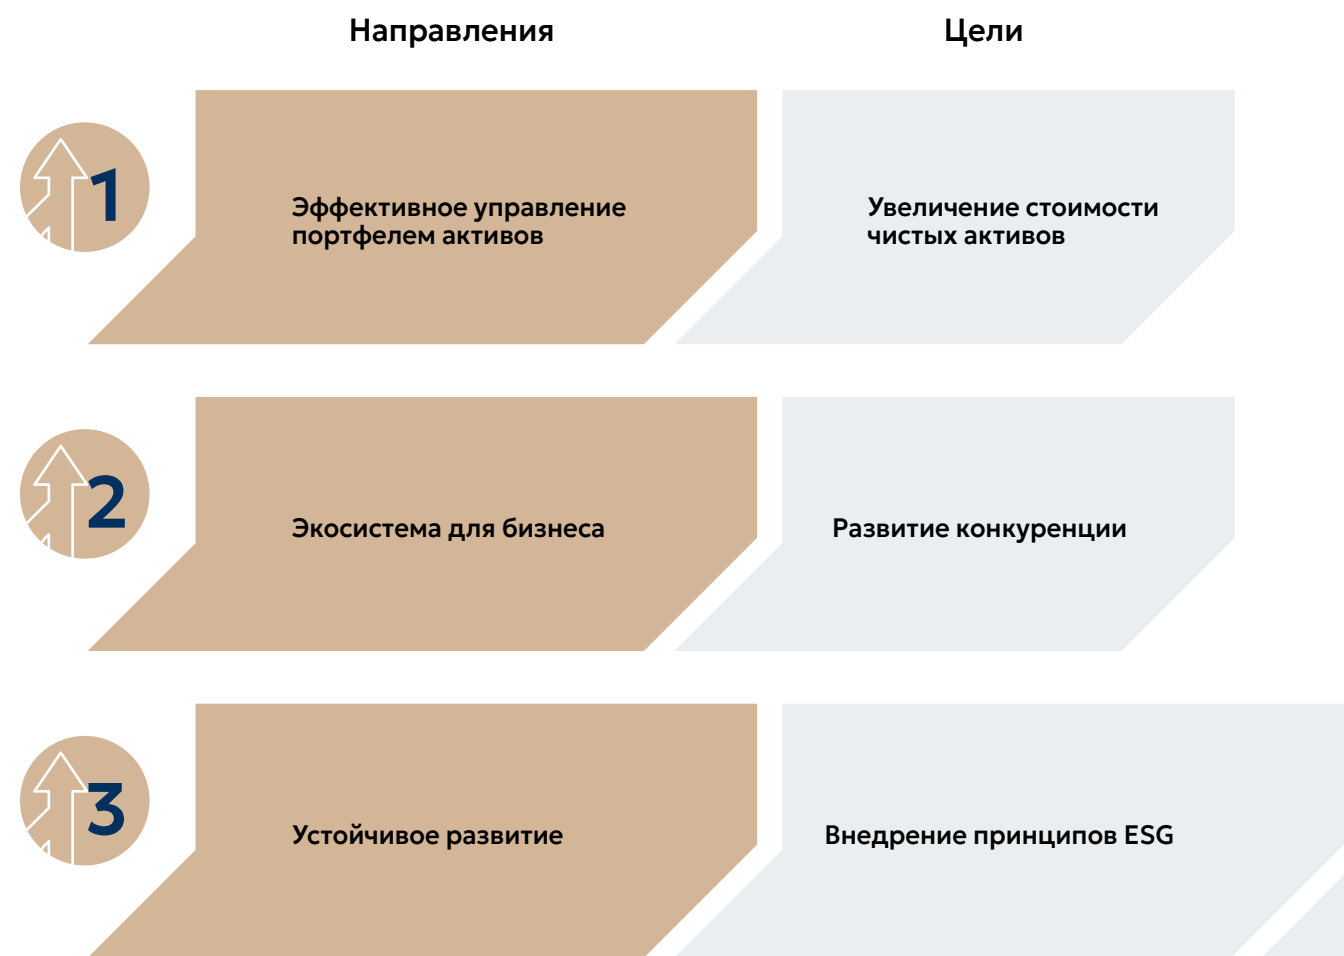 Направления
Цели
1
Эффективное управление
портфелем активов
Увеличение стоимости
чистых активов
2
Экосистема для бизнеса
Развитие конкуренции
3
Устойчивое развитие
Внедрение принципов ESG